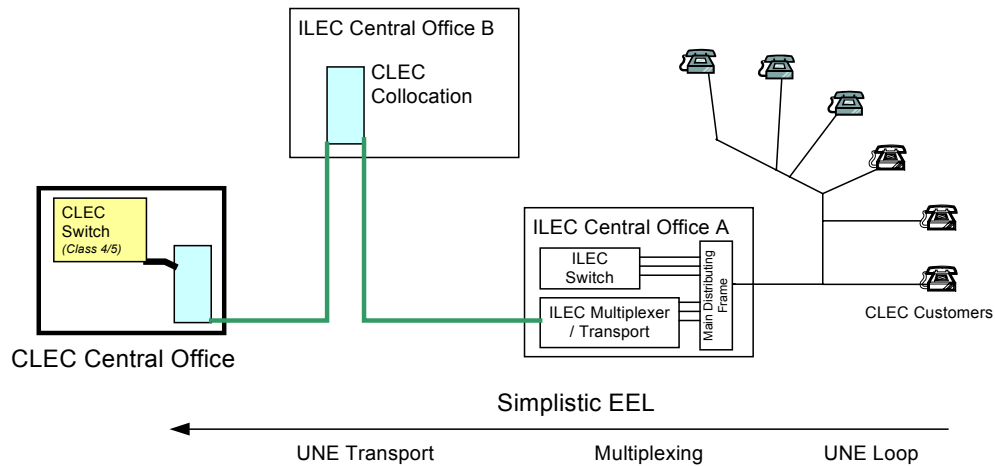 ILEC Central Office B
CLEC
Collocation
CLEC
Switch
(Class 4/5)
CLEC Central Office
ILEC Central Office A
ILEC
Switch
ILEC Multiplexer
/ Transport
Main Distributing
Frame
CLEC Customers
Simplistic EEL
UNE Transport
Multiplexing
UNE Loop